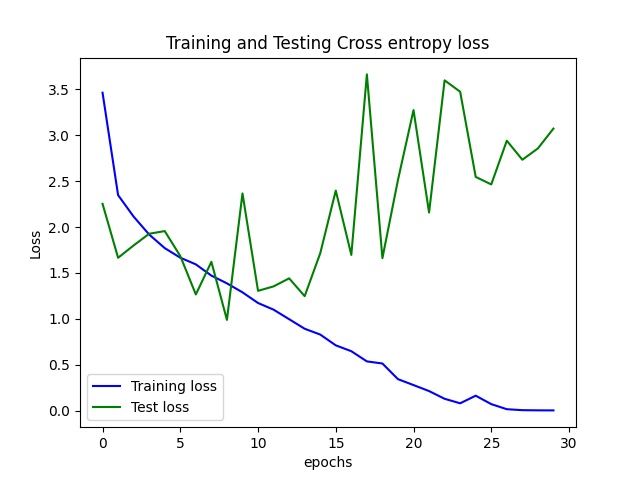 Training and Testing Cross entropy loss
3.5
3.0
2.5
2.0
1.5
1.0
0.5
0.0
Loss
Training loss
Test loss
0 5 10 15 20 25 30
epochs